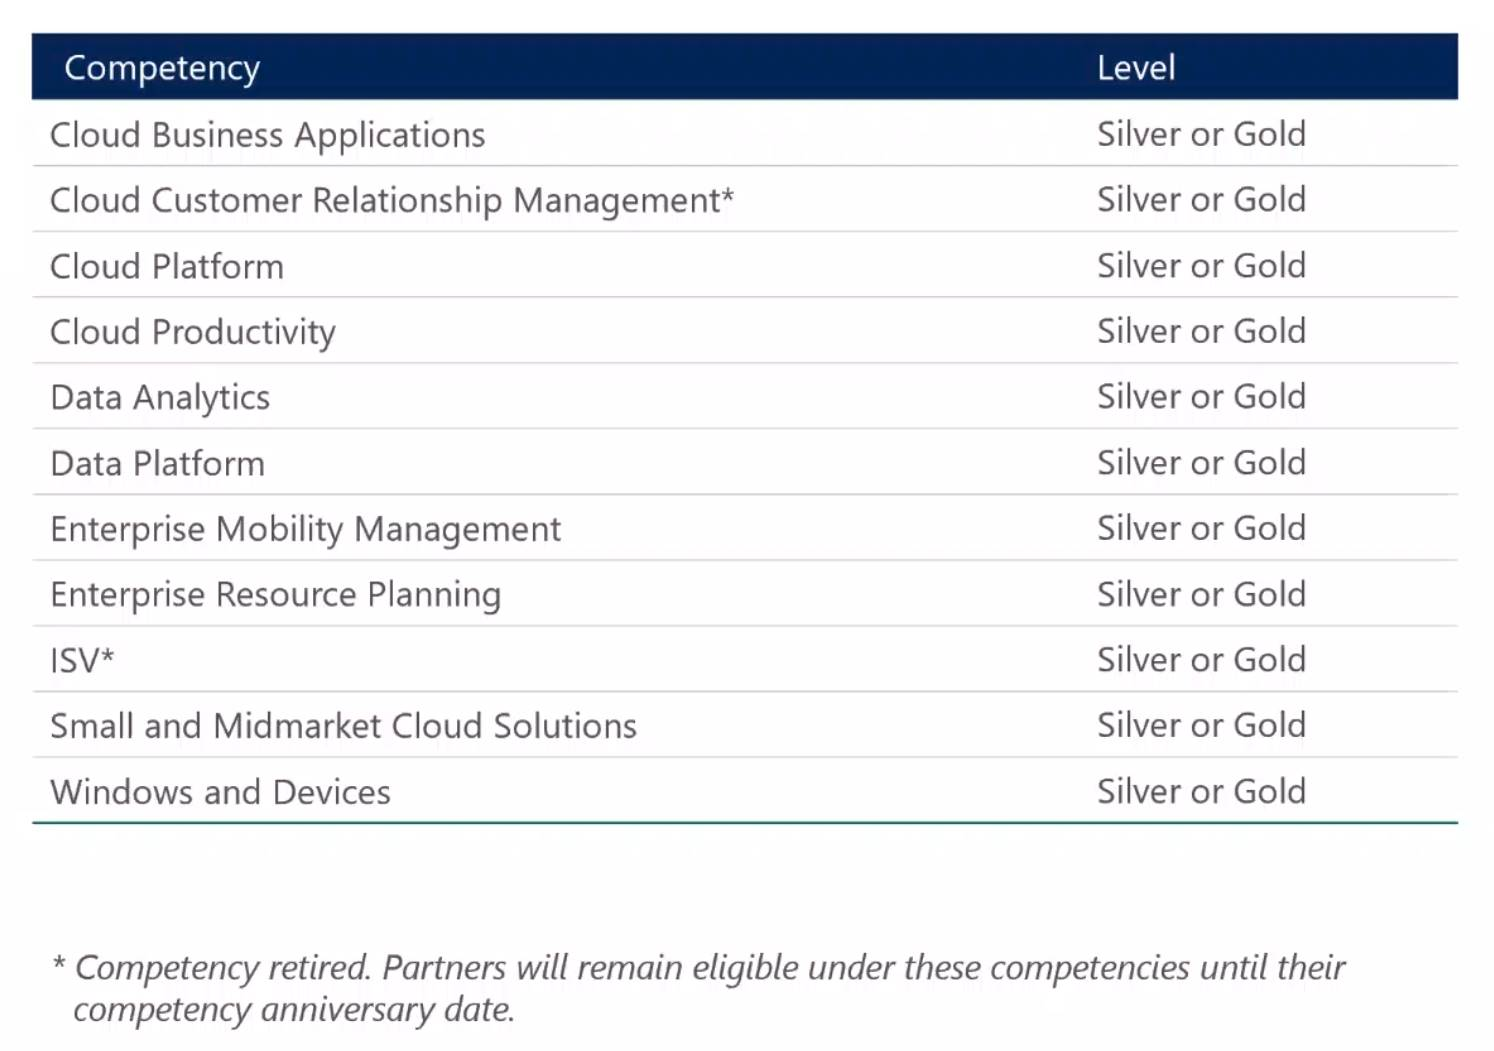 Competency Level
Cloud Business Applications Silver or Gold
Cloud Customer Relationship Management* Silver or Gold
Cloud Platform Silver or Gold
Cloud Productivity Silver or Gold
Data Analytics Silver or Gold
Data Platform Silver or Gold
Enterprise Mobility Management Silver or Gold
Enterprise Resource Planning Silver or Gold
ISV* Silver or Gold
Small and Midmarket Cloud Solutions Silver or Gold
Windows and Devices Silver or Gold
* Competency retired. Partners will remain eligible under these competencies until their
competency anniversary date.